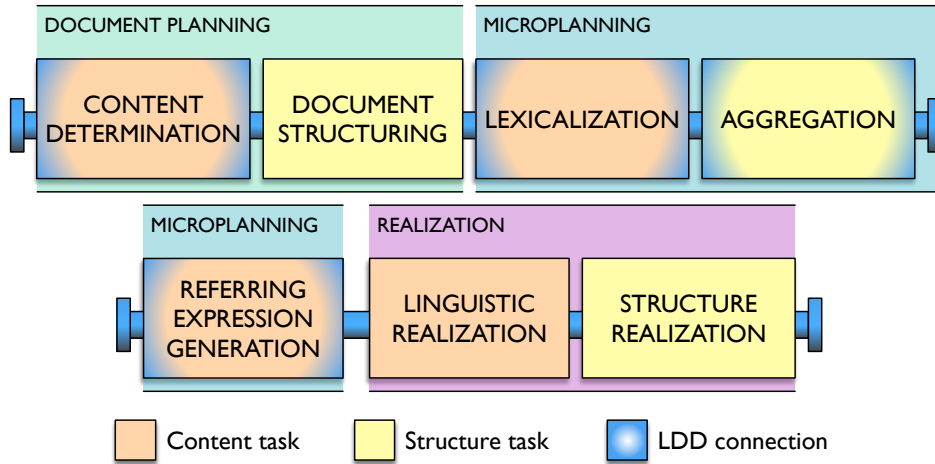 DOCUMENT PLANNING
MICROPLANNING
CONTENT
DETERMINATION
DOCUMENT
STRUCTURING
LEXICALIZATION
AGGREGATION
MICROPLANNING
REALIZATION
REFERRING
EXPRESSION
GENERATION
LINGUISTIC
REALIZATION
STRUCTURE
REALIZATION
Content task
Structure task
LDD connection